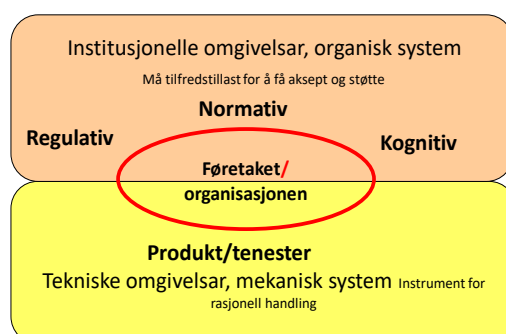 Institusjonelle omgivelsar, organisk system
Må tilfredstillast for å få aksept og støtte
Normativ
Regulativ
Kognitiv
Føretaket/
organisasjonen
Produkt/tenester
Tekniske omgivelsar, mekanisk system Instrument for
rasjonell handling